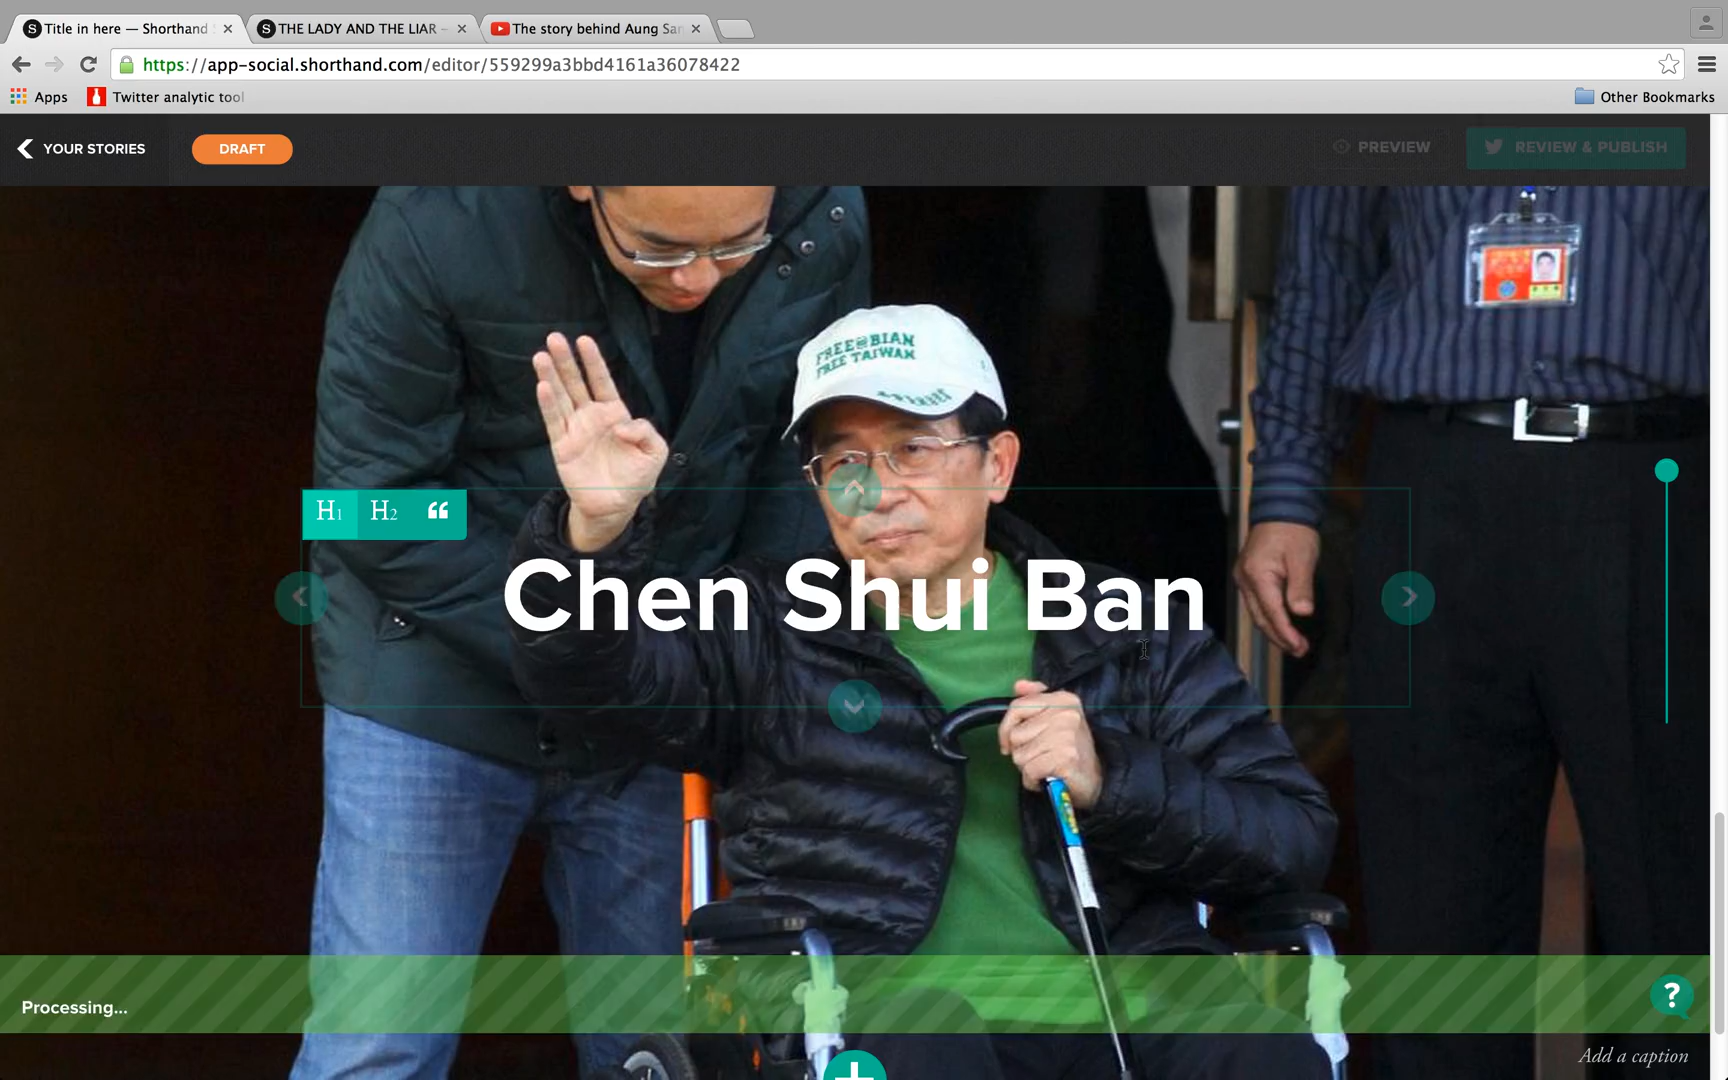 Title in here — Shorthand S
THE LADY AND THE LIAR –
The story behind Aung San
https://app-social.shorthand.com/editor/559299a3bbd4161a36078422
Apps
Twitter analytic tool
Other Bookmarks
YOUR STORIES
DRAFT
PREVIEW
REVIEW & PUBLISH
FREE@BIAN
FREE TAIWAN
H1 H2 “
Chen Shui Ban
Processing...
?
Add a caption